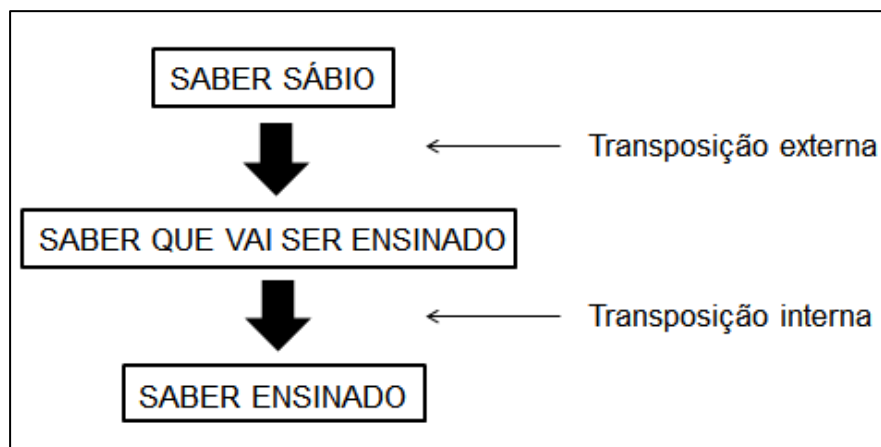 SABER SÁBIO
Transposição externa
SABER QUE VAI SER ENSINADO
Transposição interna
SABER ENSINADO